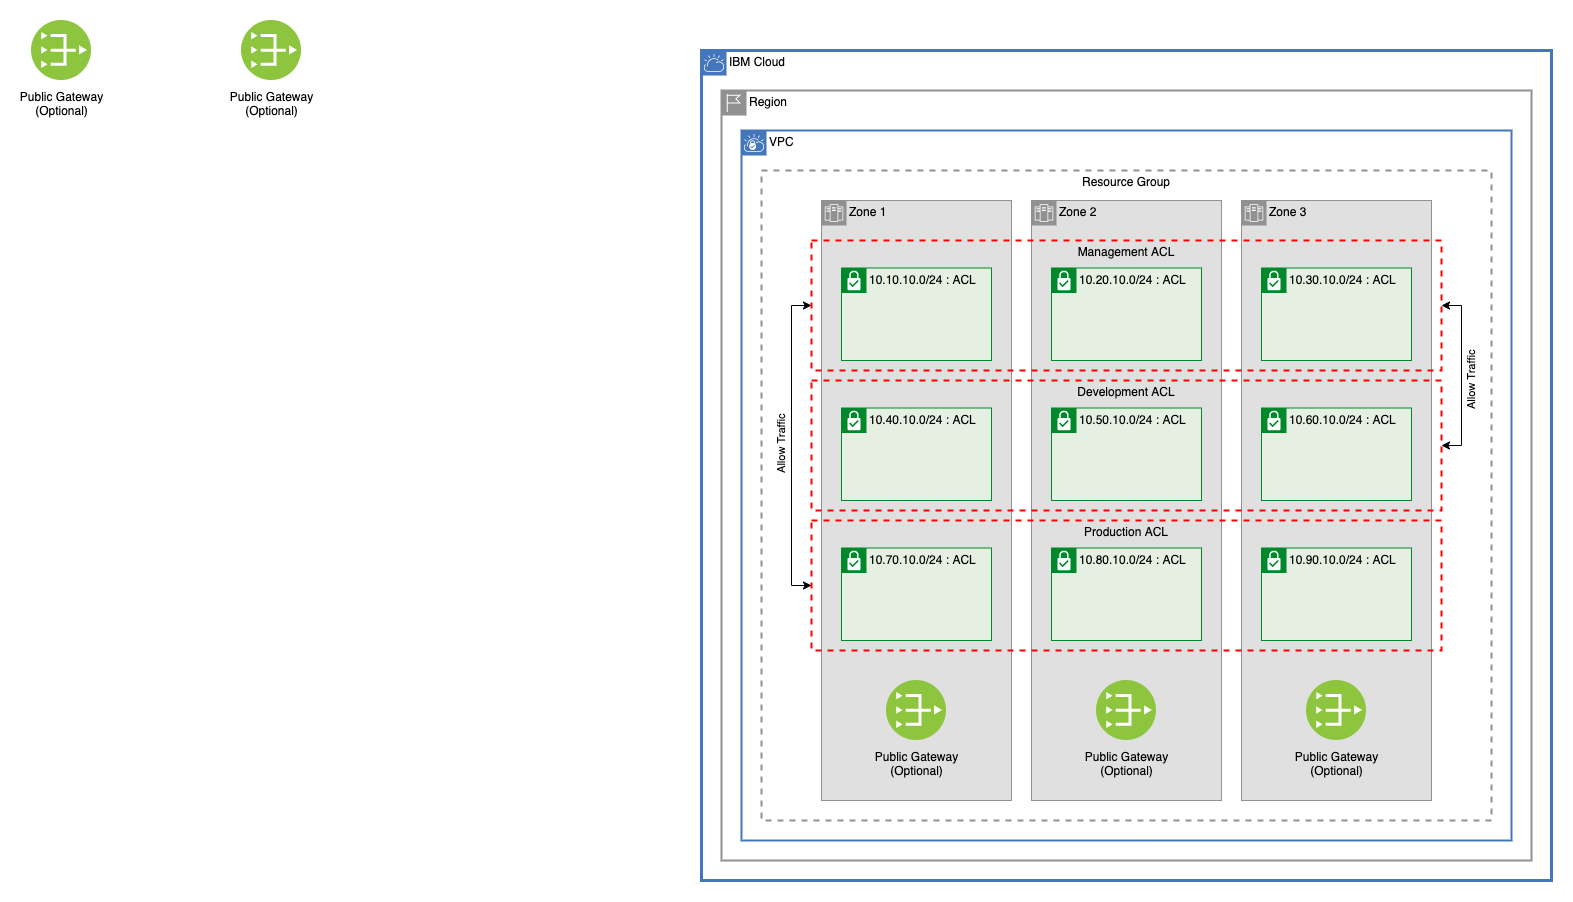 Public Gateway
(Optional)
Public Gateway
(Optional)
IBM Cloud
Region
VPC
Resource Group
Zone 1
Zone 2
Zone 3
Management ACL
10.10.10.0/24 : ACL
10.20.10.0/24 : ACL
10.30.10.0/24 : ACL
Allow Traffic
Allow Traffic
Development ACL
10.40.10.0/24 : ACL
10.50.10.0/24 : ACL
10.60.10.0/24 : ACL
Production ACL
10.70.10.0/24 : ACL
10.80.10.0/24 : ACL
10.90.10.0/24 : ACL
Public Gateway
(Optional)
Public Gateway
(Optional)
Public Gateway
(Optional)